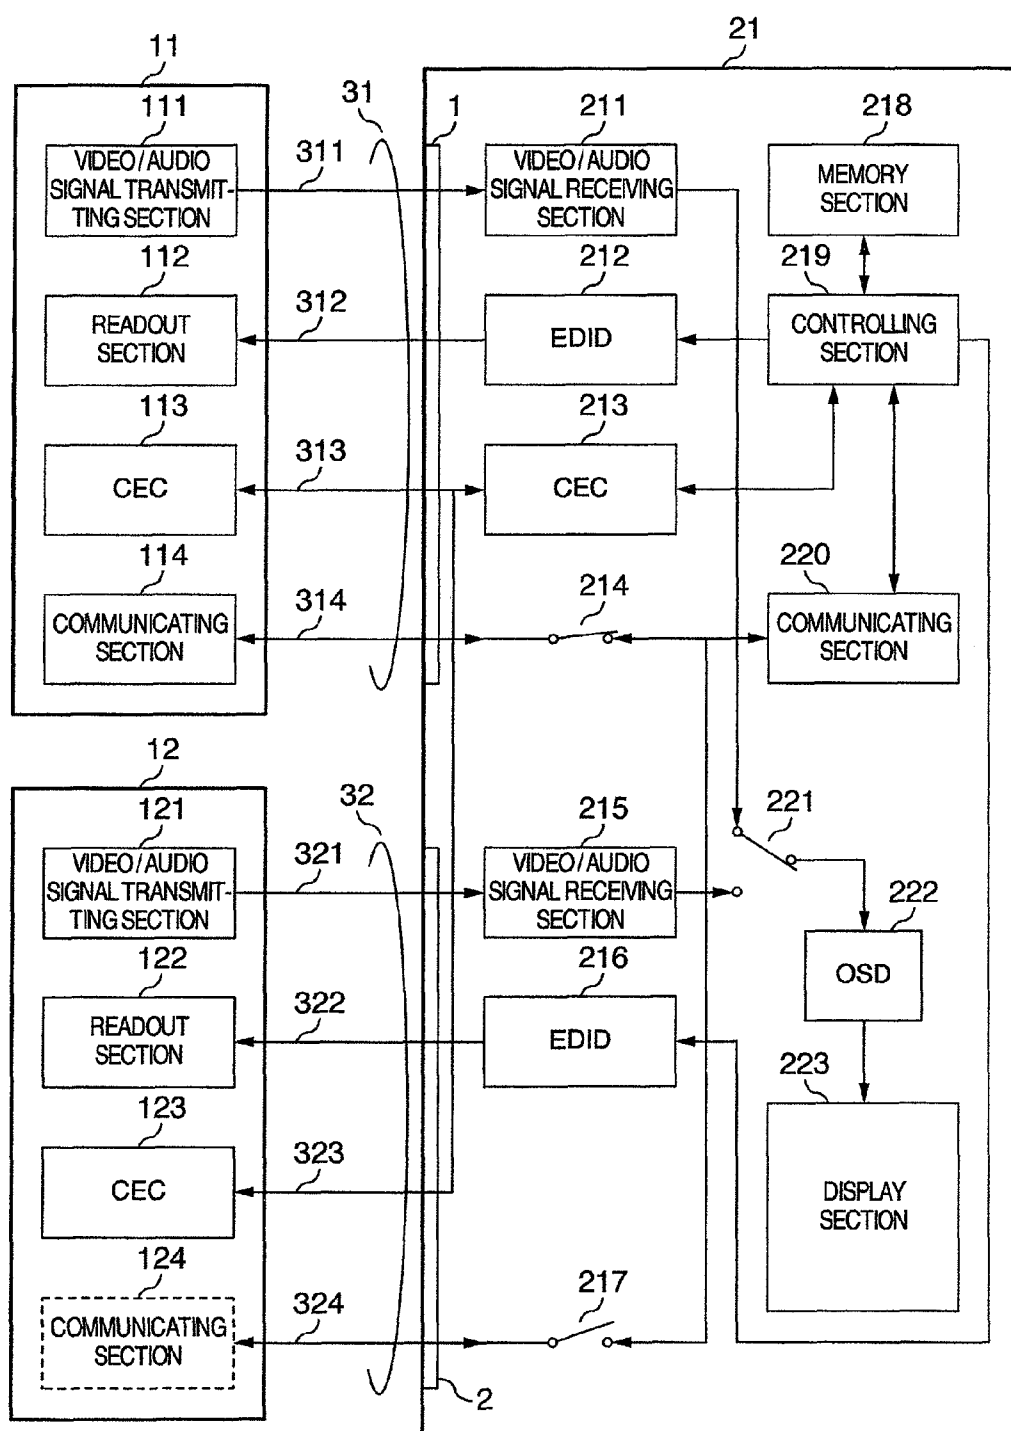 21
11
111
VIDEO/AUDIO
SIGNAL TRANSMIT-
TING SECTION
31
311
1
211
VIDEO/AUDIO
SIGNAL RECEIVING
SECTION
218
MEMORY
SECTION
112
READOUT
SECTION
312
212
EDID
219
CONTROLLING
SECTION
113
CEC
313
213
CEC
114
COMMUNICATING
SECTION
314
214
220
COMMUNICATING
SECTION
12
121
VIDEO/AUDIO
SIGNAL TRANSMIT-
TING SECTION
32
321
215
VIDEO/AUDIO
SIGNAL RECEIVING
SECTION
221
222
OSD
122
READOUT
SECTION
322
216
EDID
223
DISPLAY
SECTION
123
CEC
323
124
COMMUNICATING
SECTION
324
217
2